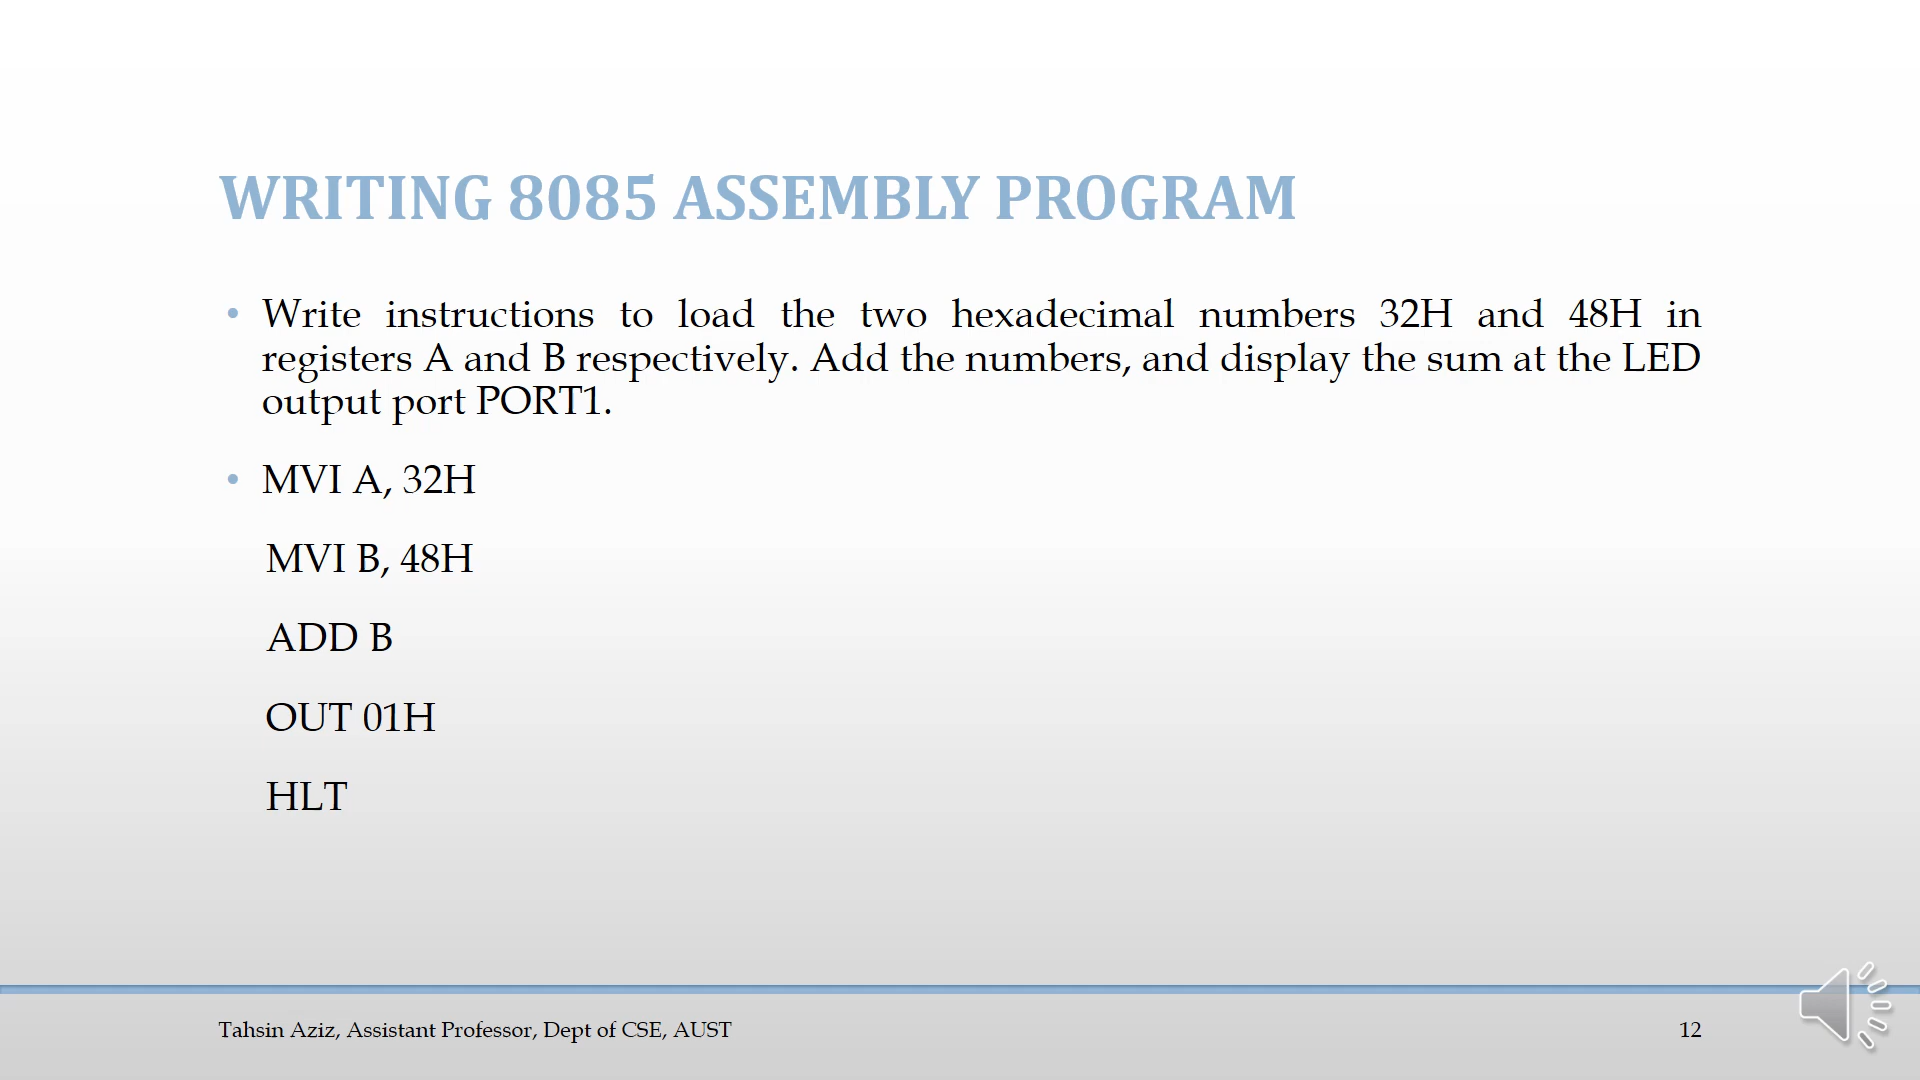 WRITING 8085 ASSEMBLY PROGRAM
• Write instructions to load the two hexadecimal numbers 32H and 48H in
registers A and B respectively. Add the numbers, and display the sum at the LED
output port PORT1.
• MVI A, 32H
MVI B, 48H
ADD B
OUT 01H
HLT
Tahsin Aziz, Assistant Professor, Dept of CSE, AUST
12